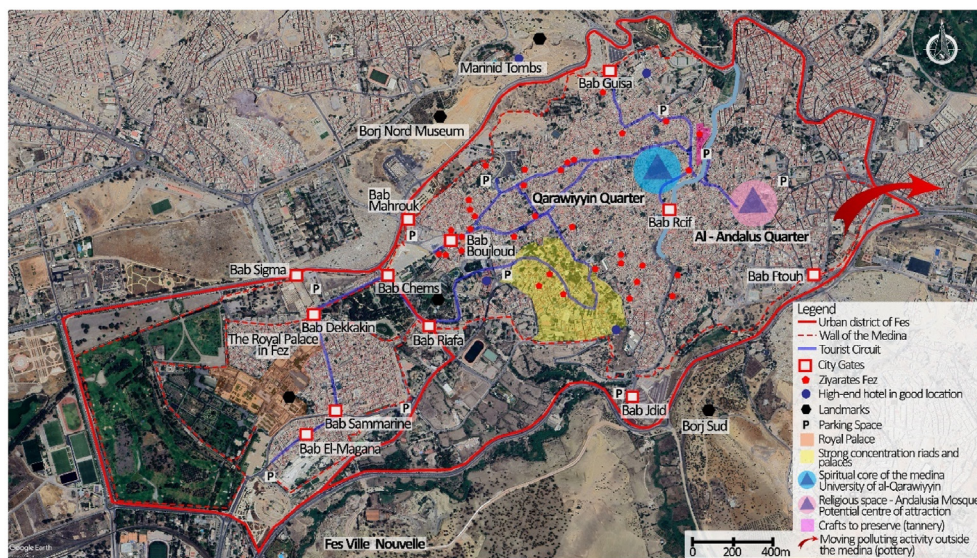 Marinid Tombs
Bab Guisa
P
Borj Nord Museum
P
P
P
Bab
Mahrouk
Qarawiyyin Quarter
P
Bab Rcif
Al - Andalus Quarter
Bab
Boujloud
Bab Sigma
Bab Chems
P
Bab Ftouh
P
Bab Dekkakin
The Royal Palace
in Fez
Bab Riafa
P
Bab Jdid
Borj Sud
P
Bab Sammarine
Bab El-Magana
P
Fes Ville Nouvelle
Google Earth
Legend
Urban district of Fes
Wall of the Medina
Tourist Circuit
City Gates
Ziyarates Fez
High-end hotel in good location
Landmarks
P Parking Space
Royal Palace
Strong concentration riads and
palaces
Spiritual core of the medina
University of al-Qarawiyyin
Religious space - Andalusia Mosque
Potential centre of attraction
Crafts to preserve (tannery)
Moving polluting activity outside
the medina (pottery)
0 200 400m